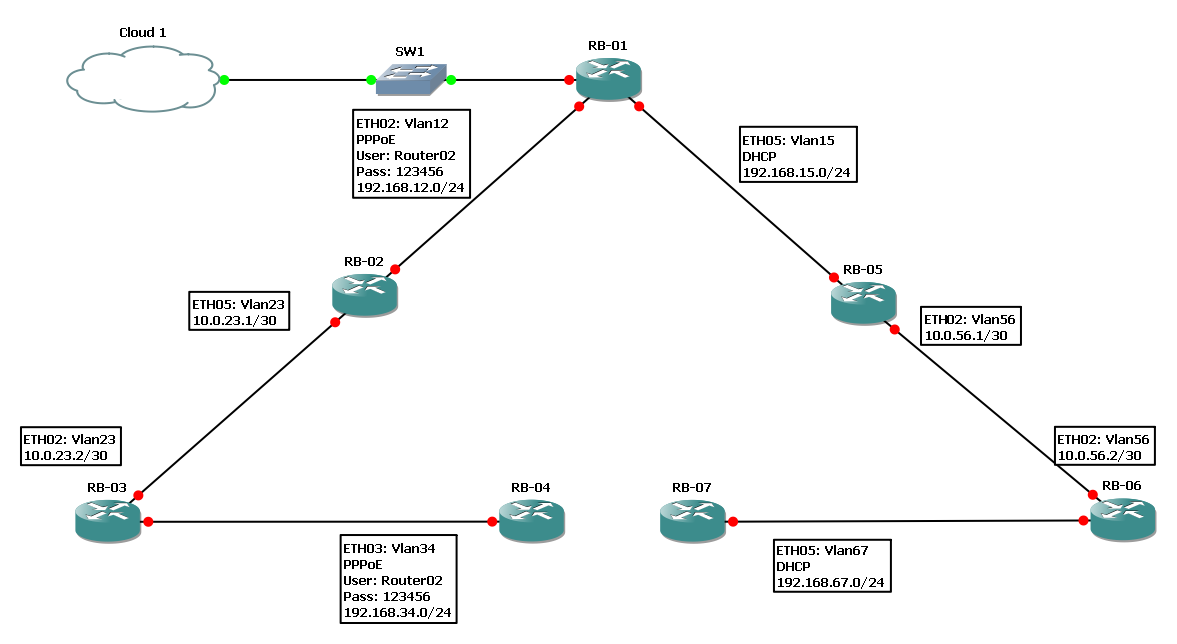 Cloud 1
SW1
RB-01
ETH02: Vlan12
PPPoE
User: Router02
Pass: 123456
192.168.12.0/24
ETH05: Vlan15
DHCP
192.168.15.0/24
RB-02
RB-05
ETH05: Vlan23
10.0.23.1/30
ETH02: Vlan56
10.0.56.1/30
ETH02: Vlan23
10.0.23.2/30
ETH02: Vlan56
10.0.56.2/30
RB-03
RB-04
RB-07
RB-06
ETH03: Vlan34
PPPoE
User: Router02
Pass: 123456
192.168.34.0/24
ETH05: Vlan67
DHCP
192.168.67.0/24